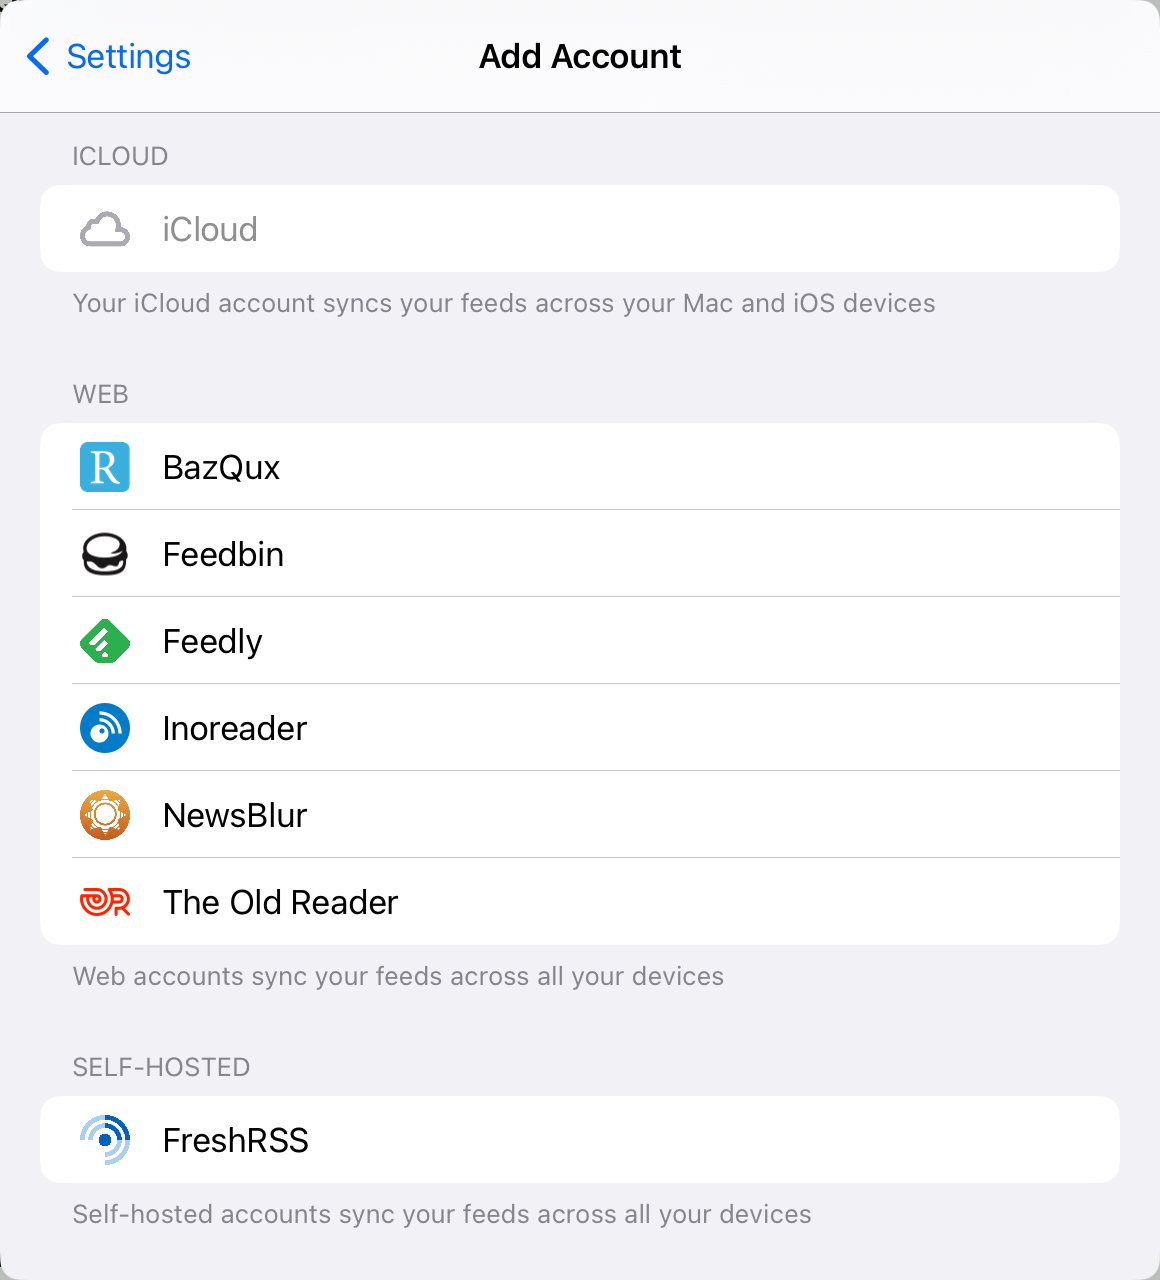 Settings
Add Account
ICLOUD
iCloud
Your iCloud account syncs your feeds across your Mac and iOS devices
WEB
R
BazQux
Feedbin
Feedly
Inoreader
NewsBlur
The Old Reader
Web accounts sync your feeds across all your devices
SELF-HOSTED
FreshRSS
Self-hosted accounts sync your feeds across all your devices